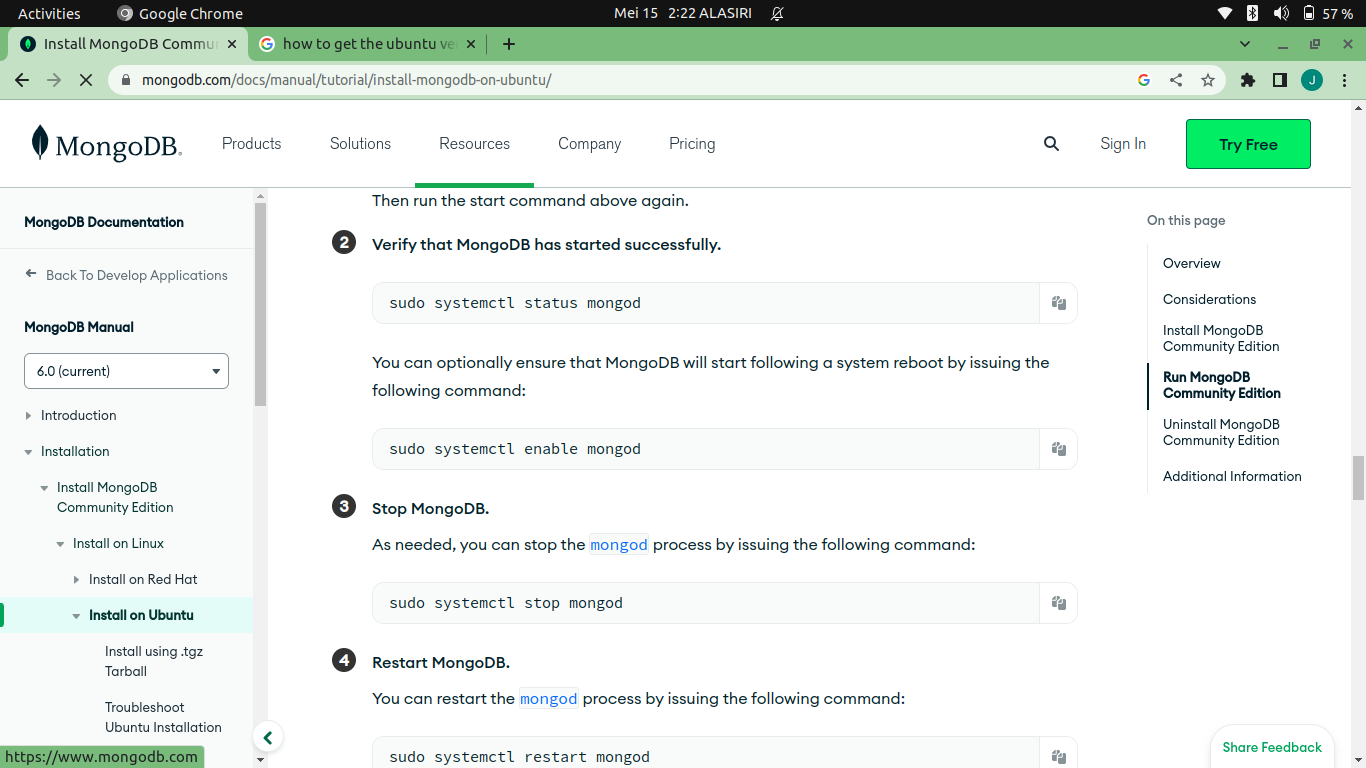 Activities
Google Chrome
Mei 15 2:22 ALASIRI
57 %
Install MongoDB Commu
how to get the ubuntu ve
mongodb.com/docs/manual/tutorial/install-mongodb-on-ubuntu/
J
MongoDB.
Products
Solutions
Resources
Company
Pricing
Sign In
Try Free
MongoDB Documentation
Back To Develop Applications
MongoDB Manual
6.0 (current)
Introduction
Installation
Install MongoDB
Community Edition
Install on Linux
Install on Red Hat
Install on Ubuntu
Install using .tgz
Tarball
Troubleshoot
Ubuntu Installation
https://www.mongodb.com
Then run the start command above again.
2 Verify that MongoDB has started successfully.
sudo systemctl status mongod
You can optionally ensure that MongoDB will start following a system reboot by issuing the
following command:
sudo systemctl enable mongod
3 Stop MongoDB.
As needed, you can stop the mongod process by issuing the following command:
sudo systemctl stop mongod
4 Restart MongoDB.
You can restart the mongod process by issuing the following command:
sudo systemctl restart mongod
On this page
Overview
Considerations
Install MongoDB
Community Edition
Run MongoDB
Community Edition
Uninstall MongoDB
Community Edition
Additional Information
Share Feedback